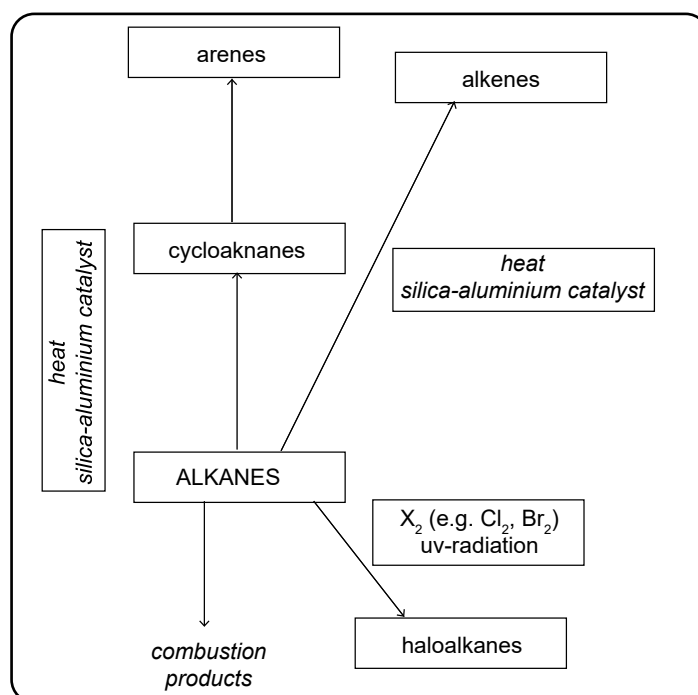 arenes
alkenes
cycloaknanes
heat
silica-aluminium catalyst
heat
silica-aluminium catalyst
ALKANES
X₂ (e.g. Cl₂, Br₂)
uv-radiation
haloalkanes
combustion
products